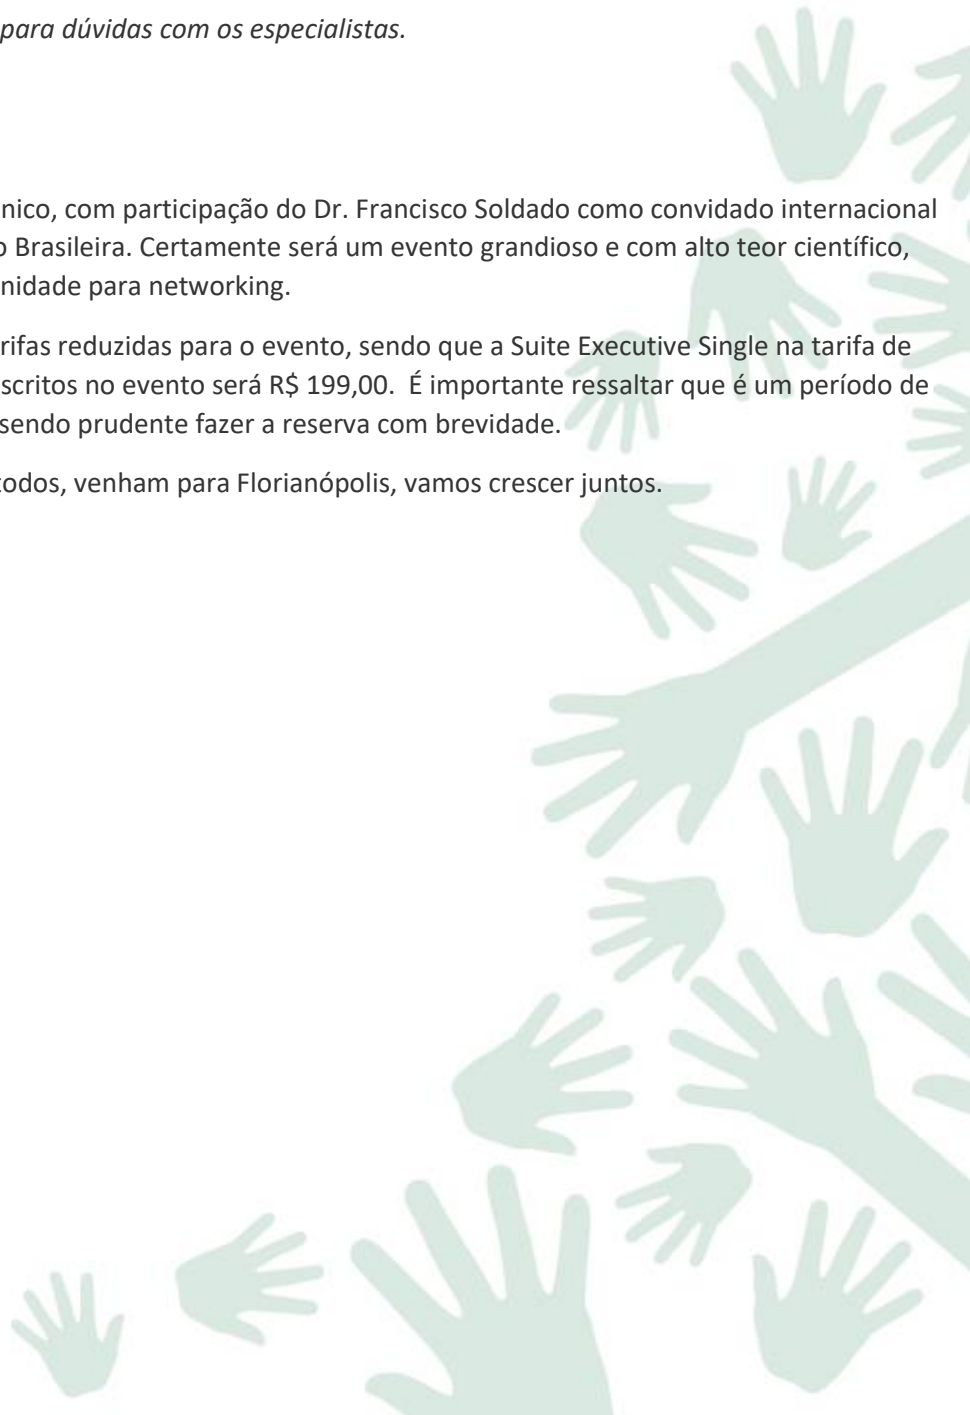 para dúvidas com os especialistas.
nico, com participação do Dr. Francisco Soldado como convidado internacional
o Brasileira. Certamente será um evento grandioso e com alto teor científico,
nidade para networking.
rifas reduzidas para o evento, sendo que a Suite Executive Single na tarifa de
scritos no evento será R$ 199,00.  É importante ressaltar que é um período de
sendo prudente fazer a reserva com brevidade.
todos, venham para Florianópolis, vamos crescer juntos.